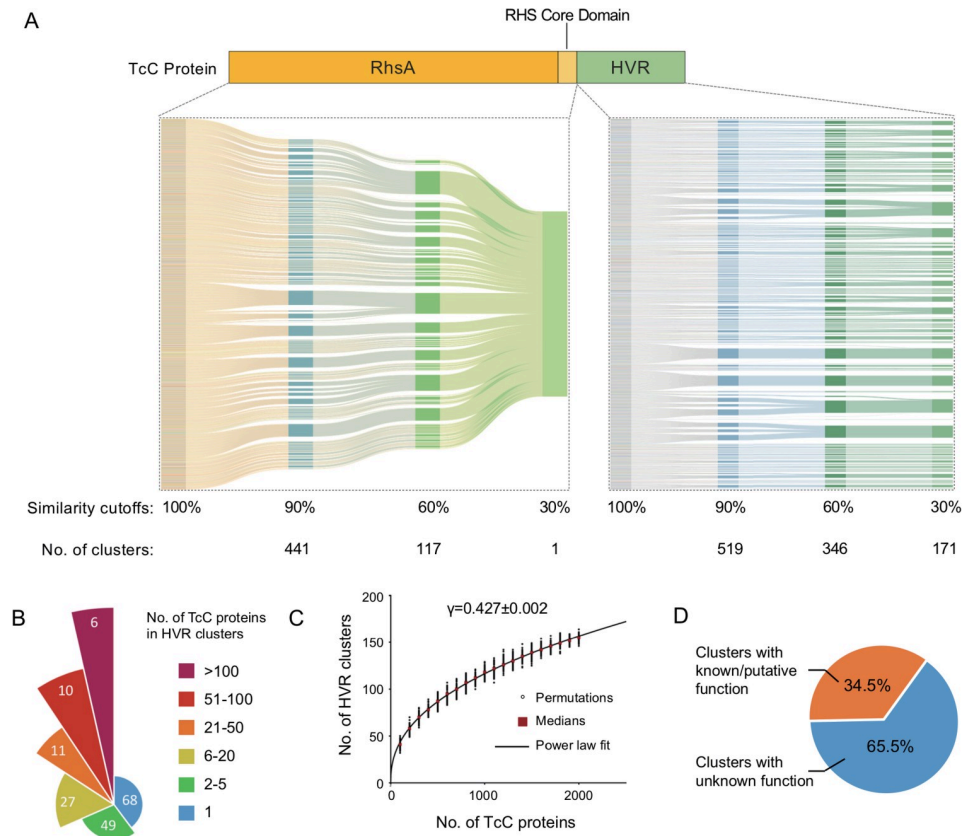 A
RHS Core Domain
TcC Protein
RhsA
HVR
Similarity cutoffs: 100% 90% 60% 30% 100% 90% 60% 30%
No. of clusters: 441 117 1 519 346 171
B
No. of TcC proteins
in HVR clusters
6
10
11
27
49
68
>100
51-100
21-50
6-20
2-5
1
C
γ=0.427±0.002
No. of HVR clusters
200
150
100
50
0
0 1000 2000
No. of TcC proteins
Permutations
Medians
Power law fit
D
Clusters with
known/putative
function
34.5%
65.5%
Clusters with
unknown function